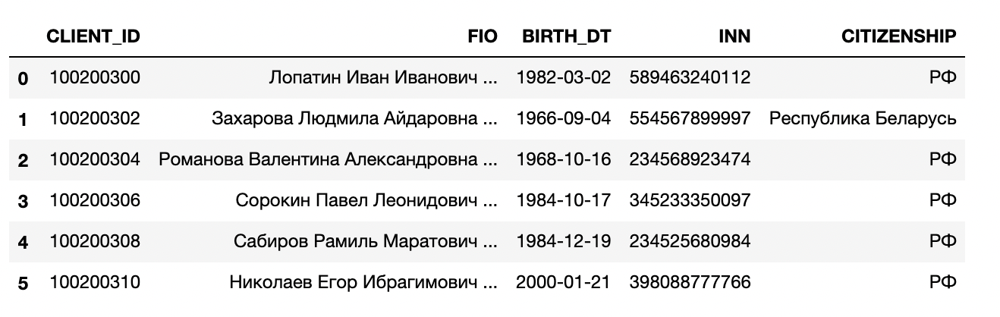 CLIENT_ID FIO BIRTH_DT INN CITIZENSHIP
0 100200300 Лопатин Иван Иванович ... 1982-03-02 589463240112 РФ
1 100200302 Захарова Людмила Айдаровна ... 1966-09-04 554567899997 Республика Беларусь
2 100200304 Романова Валентина Александровна ... 1968-10-16 234568923474 РФ
3 100200306 Сорокин Павел Леонидович ... 1984-10-17 345233350097 РФ
4 100200308 Сабиров Рамиль Маратович ... 1984-12-19 234525680984 РФ
5 100200310 Николаев Егор Ибрагимович ... 2000-01-21 398088777766 РФ